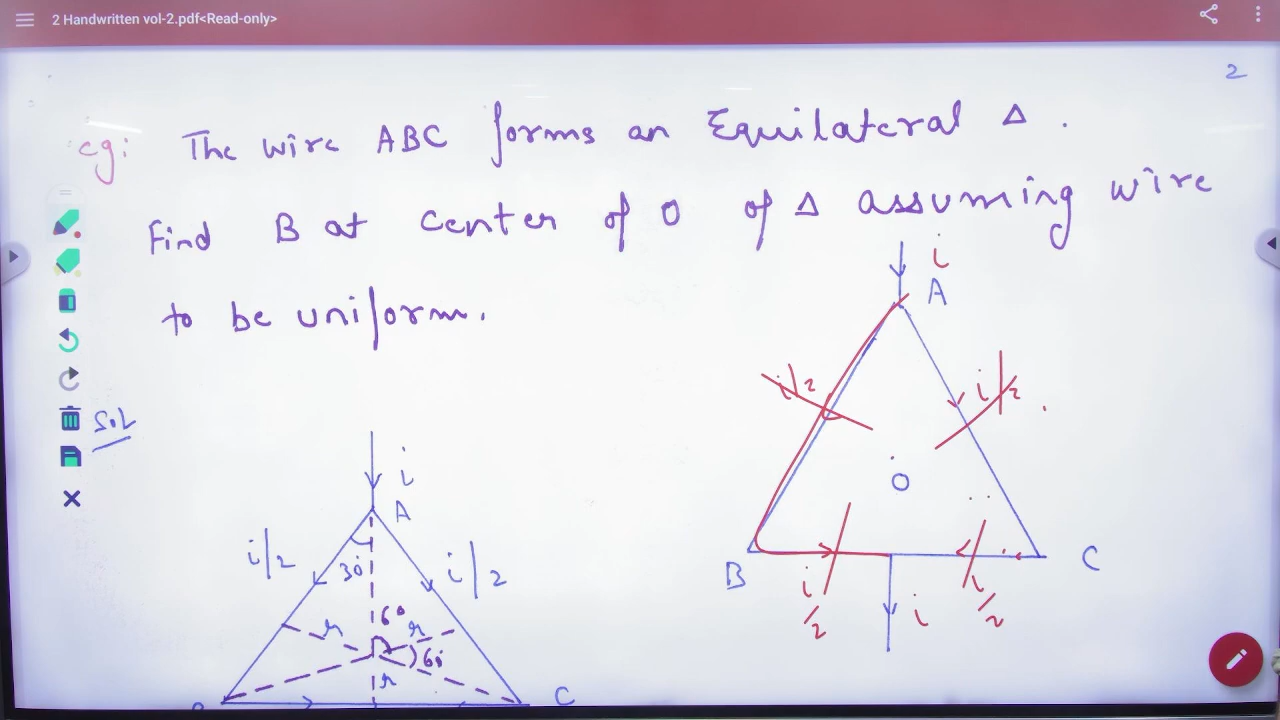 2 Handwritten vol-2.pdf<Read-only>
2
eg: The wire ABC forms an Equilateral Δ.
Find B at center of O of Δ assuming wire
to be uniform.
i
A
i/2
i/2
O
B
C
i/2
i
i/2
Sol
i
A
i/2
30°
i/2
60
r
r
60
r
C